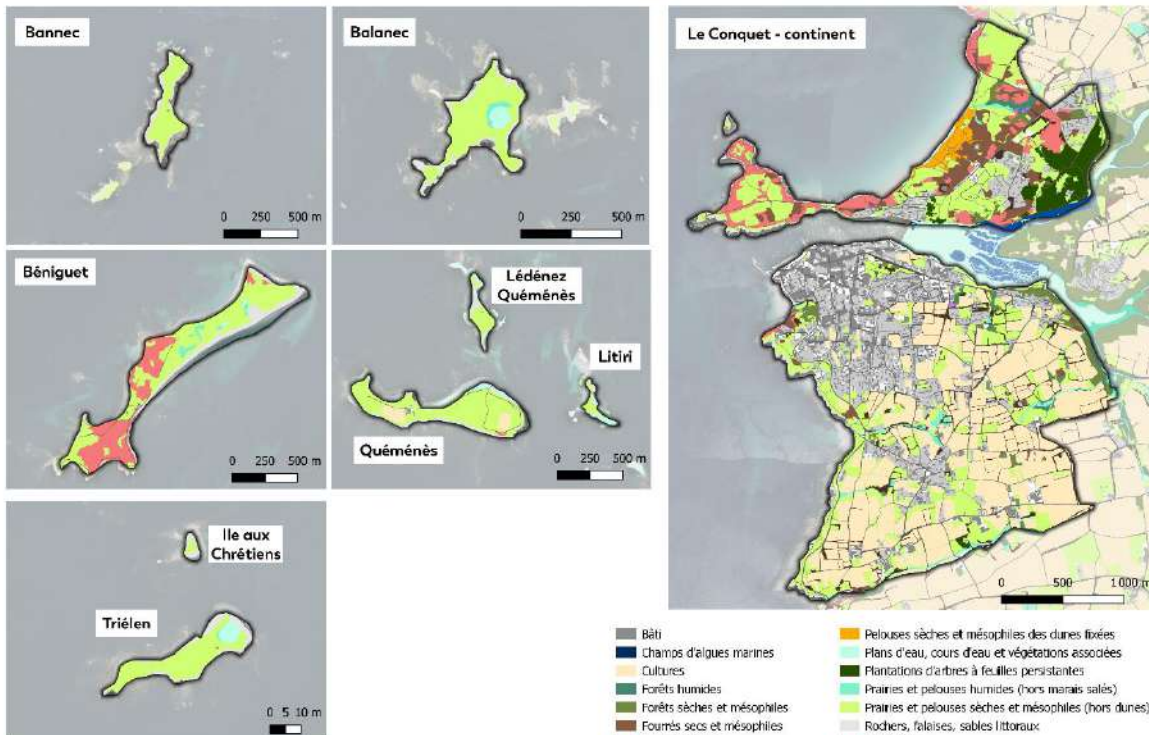 Bannec
0 250 500 m
Balanec
0 250 500 m
Le Conquet - continent
0 500 1 000 m
Béniguet
0 250 500 m
Lédénez
Quéménès
Litiri
Quéménès
0 250 500 m
Ile aux
Chrétiens
Triélen
0 5 10 m
Bâti
Champs d'algues marines
Cultures
Forêts humides
Forêts sèches et mésophiles
Fourrés secs et mésophiles
Pelouses sèches et mésophiles des dunes fixées
Plans d'eau, cours d'eau et végétations associées
Plantations d'arbres à feuilles persistantes
Prairies et pelouses humides (hors marais salés)
Prairies et pelouses sèches et mésophiles (hors dunes)
Rochers, falaises, sables littoraux